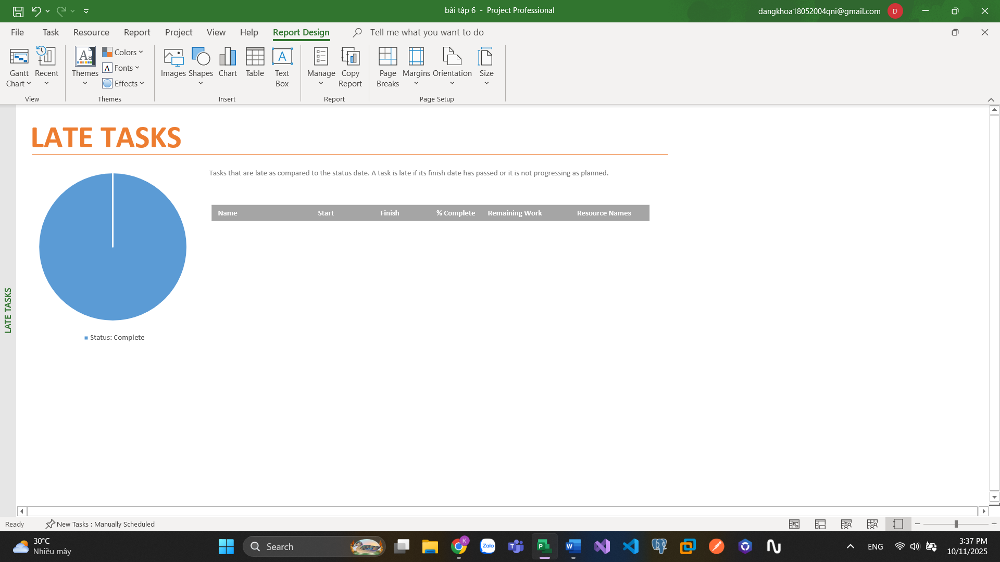 bài tập 6 - Project Professional
dangkhoa18052004qni@gmail.com
D
File Task Resource Report Project View Help Report Design Tell me what you want to do
Gantt Chart
Recent
View
Themes
Colors
Fonts
Effects
Themes
Images
Shapes
Chart
Table
Text Box
Insert
Manage
Copy Report
Report
Page Breaks
Margins
Orientation
Size
Page Setup
LATE TASKS
LATE TASKS
Tasks that are late as compared to the status date. A task is late if its finish date has passed or it is not progressing as planned.
Name Start Finish % Complete Remaining Work Resource Names
Status: Complete
Ready
New Tasks : Manually Scheduled
30°C
Nhiều mây
Search
K
Zalo
ENG
3:37 PM
10/11/2025